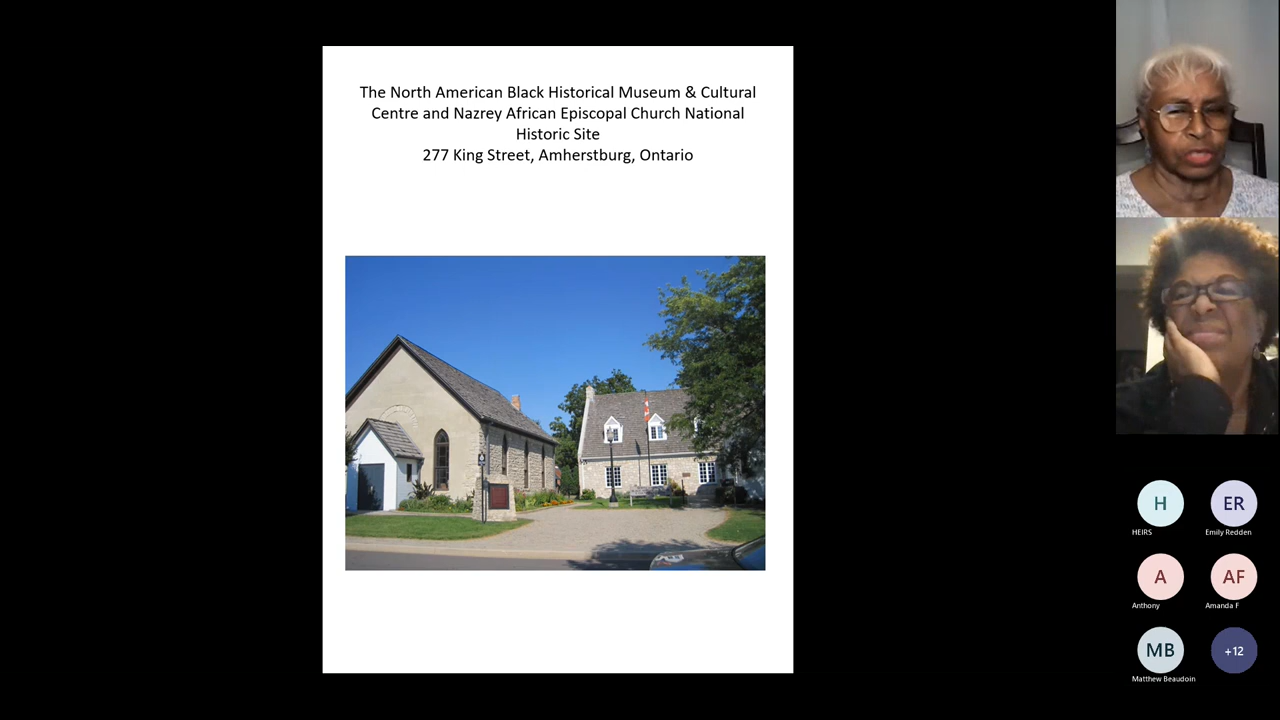 The North American Black Historical Museum & Cultural
Centre and Nazrey African Episcopal Church National
Historic Site
277 King Street, Amherstburg, Ontario
H
ER
HEIRS
Emily Redden
A
AF
Anthony
Amanda F
MB
+12
Matthew Beaudoin